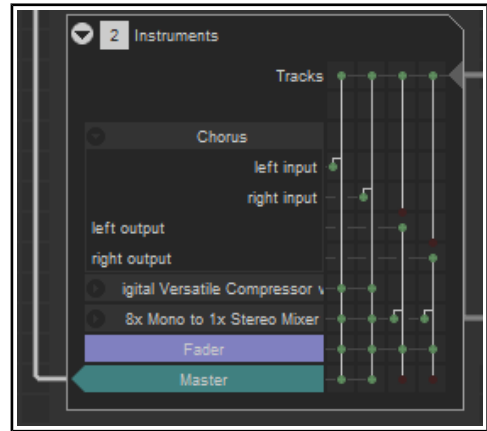 2 Instruments
Tracks
Chorus
left input
right input
left output
right output
igital Versatile Compressor v
8x Mono to 1x Stereo Mixer
Fader
Master